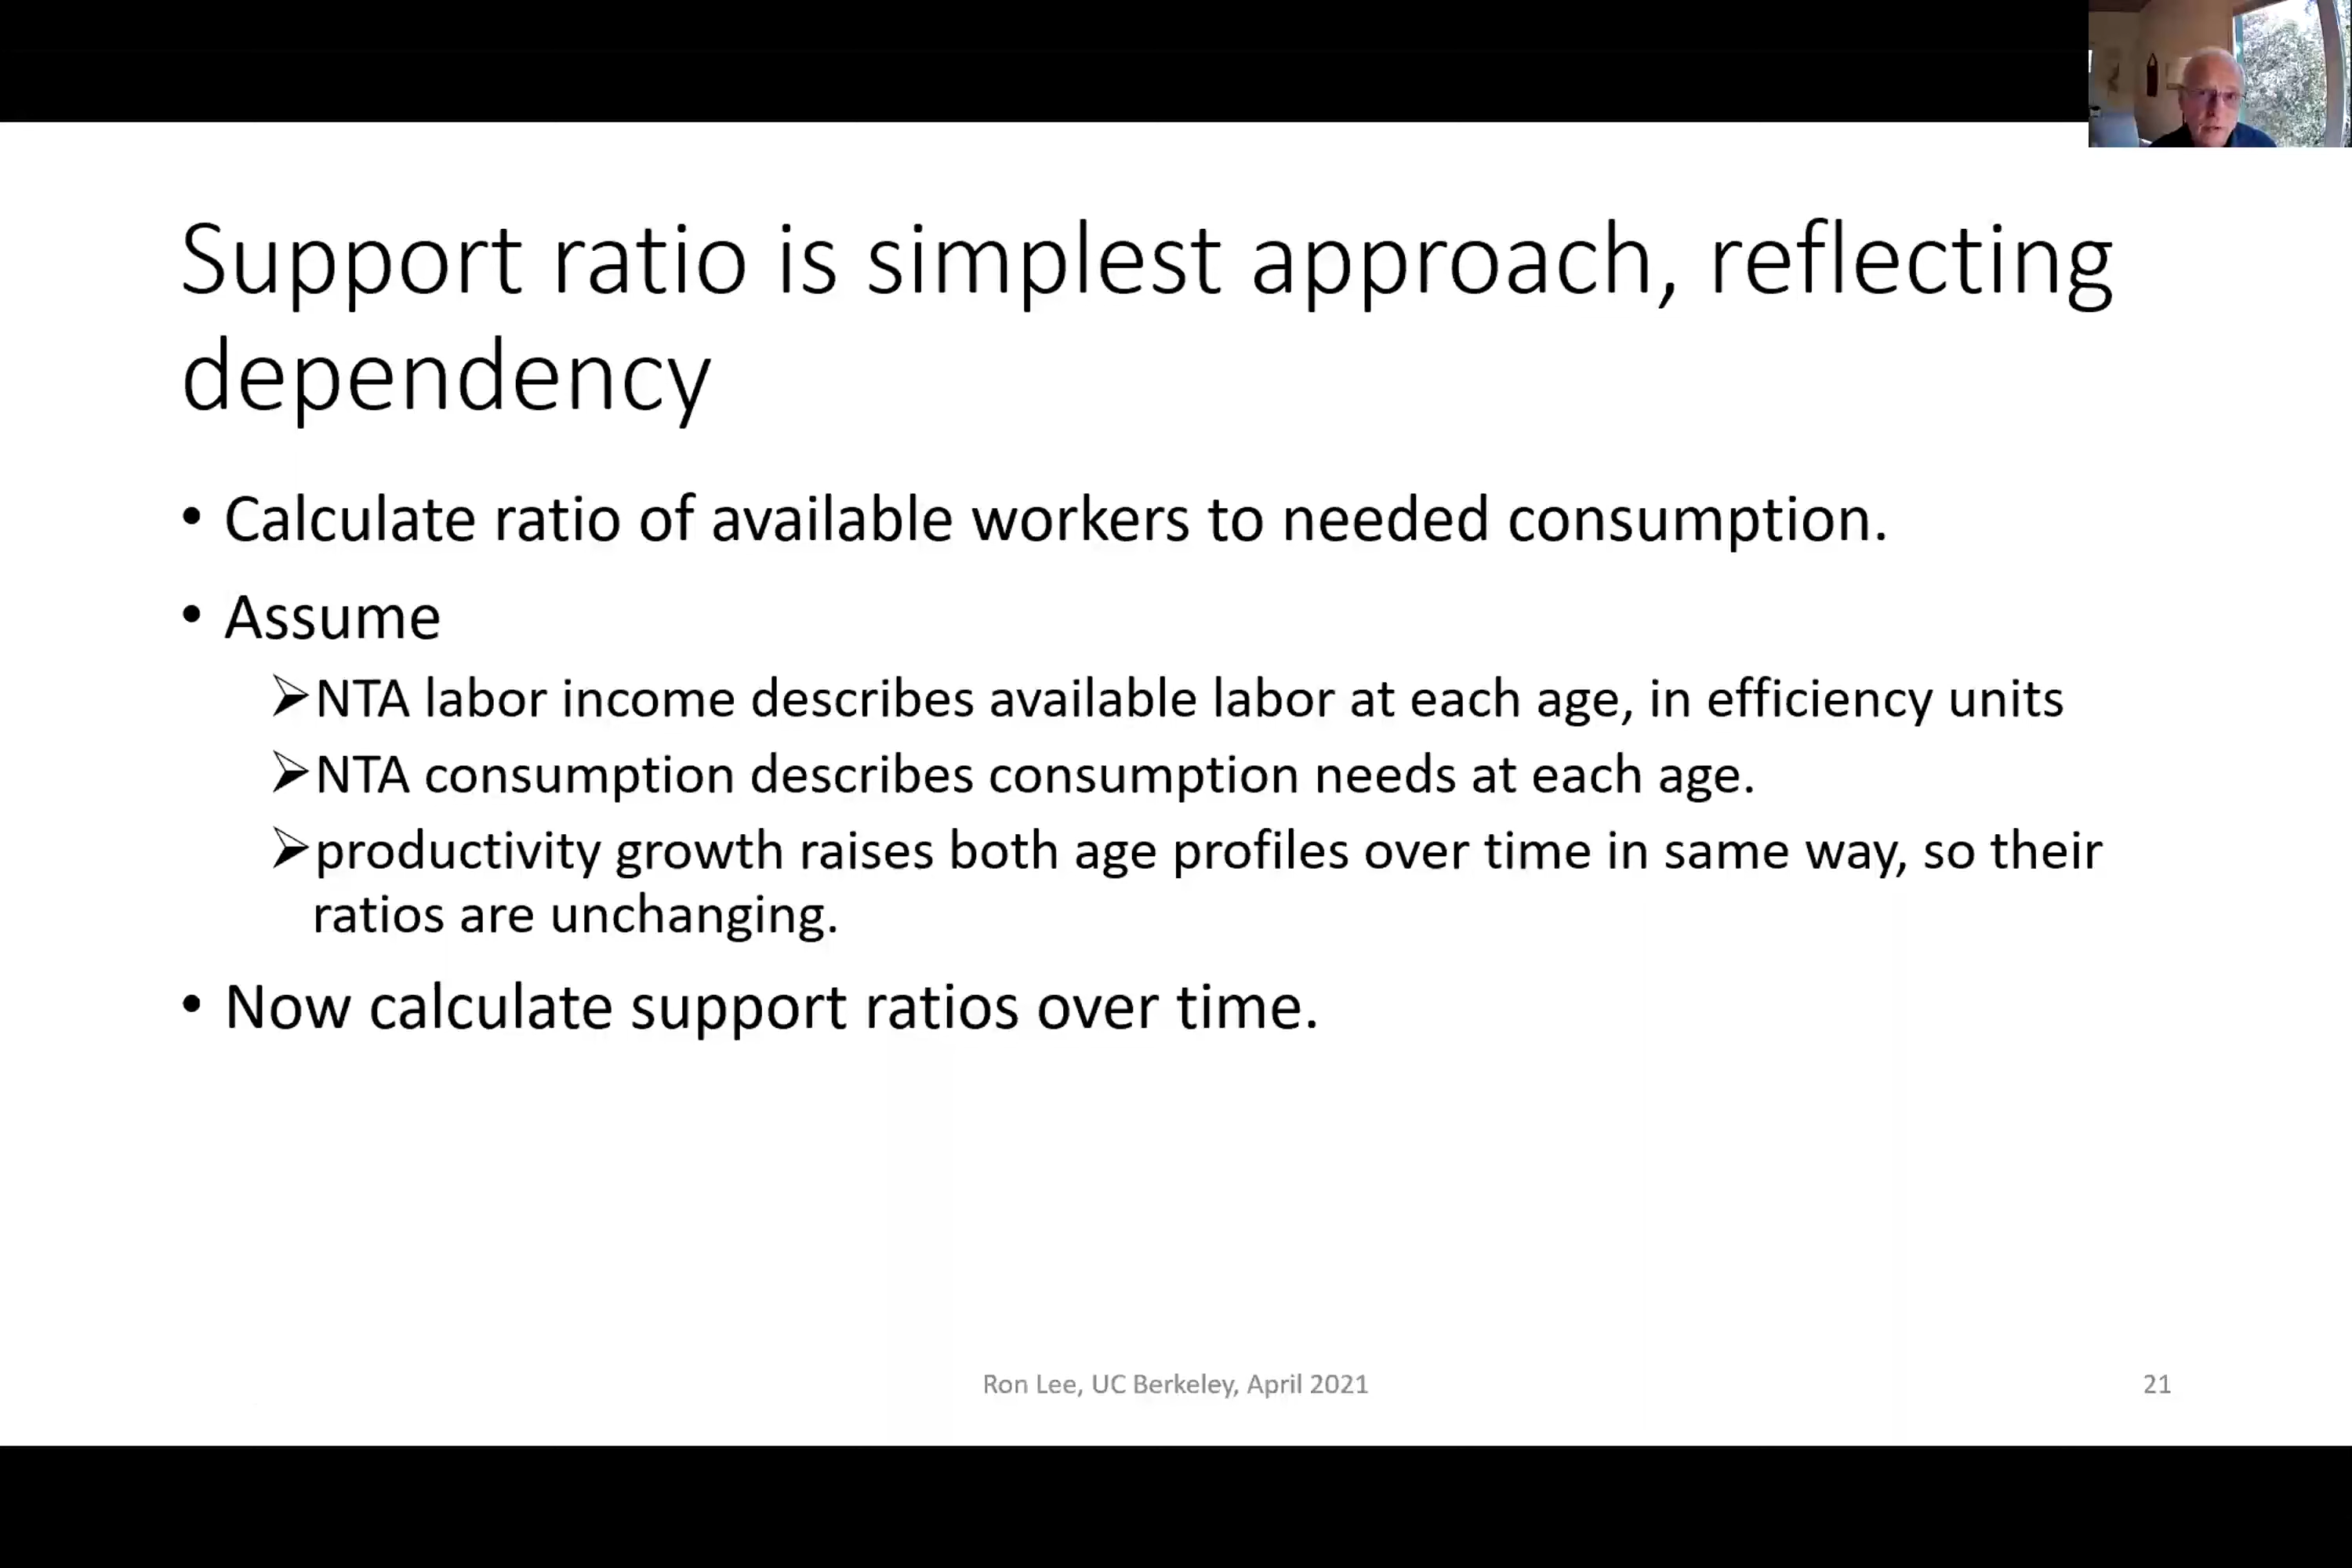 Support ratio is simplest approach, reflecting
dependency
• Calculate ratio of available workers to needed consumption.
• Assume
➢NTA labor income describes available labor at each age, in efficiency units
➢NTA consumption describes consumption needs at each age.
➢productivity growth raises both age profiles over time in same way, so their
ratios are unchanging.
• Now calculate support ratios over time.
Ron Lee, UC Berkeley, April 2021
21